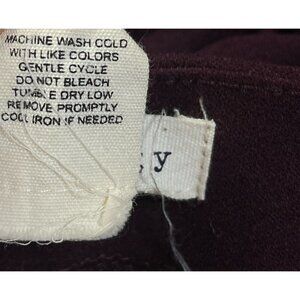 MACHINE WASH COLD
WITH LIKE COLORS
GENTLE CYCLE
DO NOT BLEACH
TUMBLE DRY LOW
REMOVE PROMPTLY
COOL IRON IF NEEDED
y